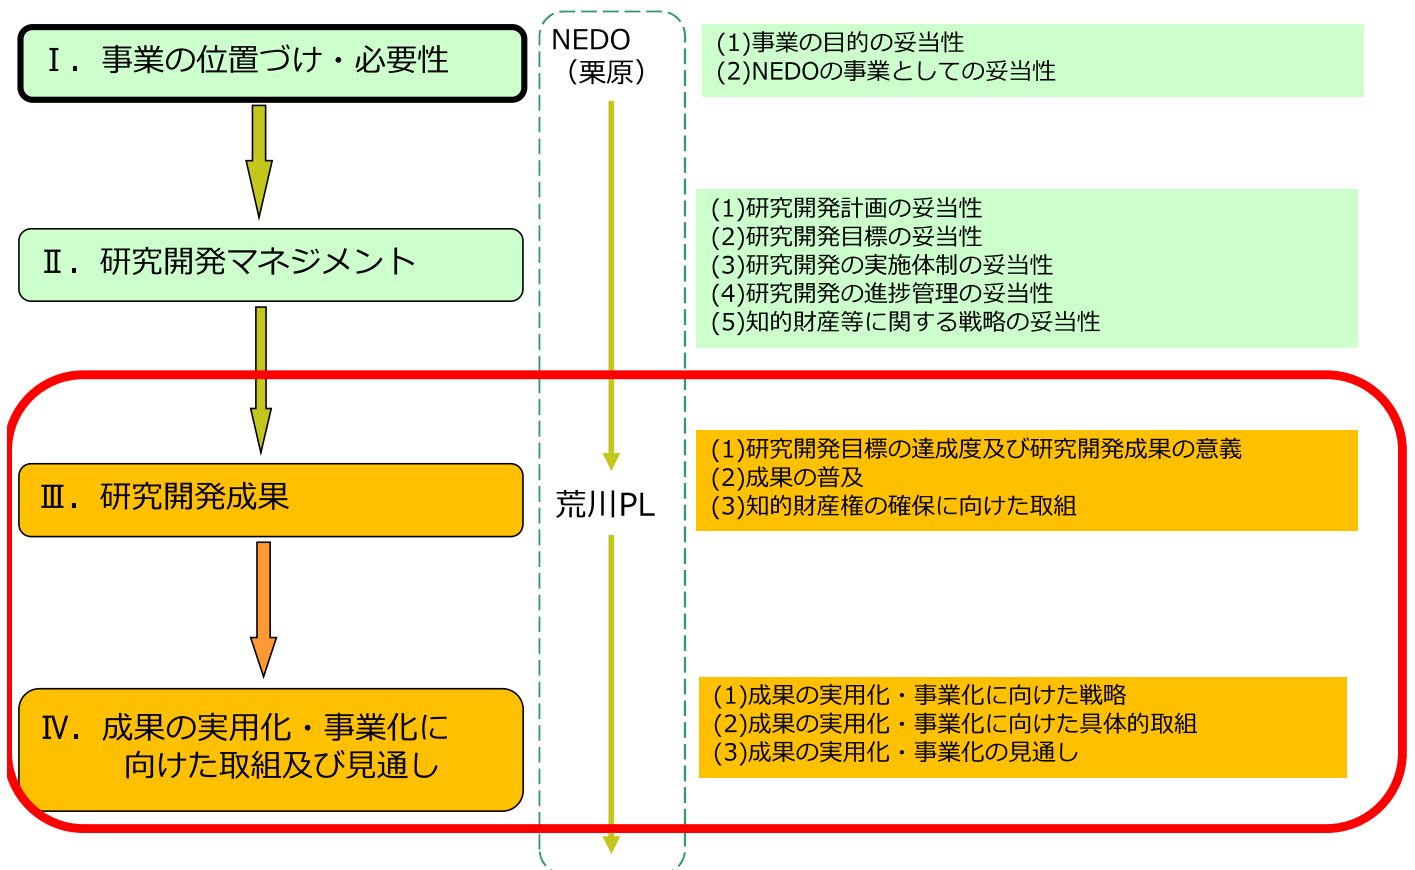 Ⅰ．事業の位置づけ・必要性
NEDO
（栗原）
(1)事業の目的の妥当性
(2)NEDOの事業としての妥当性
Ⅱ．研究開発マネジメント
(1)研究開発計画の妥当性
(2)研究開発目標の妥当性
(3)研究開発の実施体制の妥当性
(4)研究開発の進捗管理の妥当性
(5)知的財産等に関する戦略の妥当性
Ⅲ．研究開発成果
荒川PL
(1)研究開発目標の達成度及び研究開発成果の意義
(2)成果の普及
(3)知的財産権の確保に向けた取組
Ⅳ．成果の実用化・事業化に
向けた取組及び見通し
(1)成果の実用化・事業化に向けた戦略
(2)成果の実用化・事業化に向けた具体的取組
(3)成果の実用化・事業化の見通し